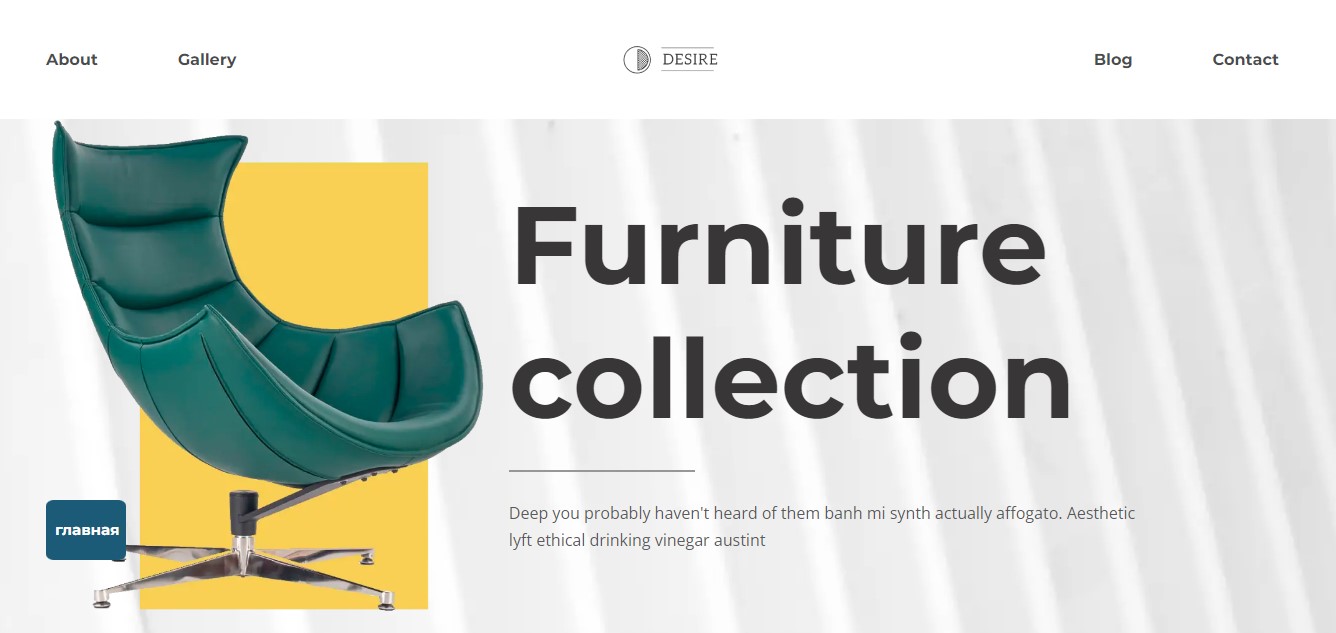 About
Gallery
DESIRE
Blog
Contact
Furniture
collection
Deep you probably haven't heard of them banh mi synth actually affogato. Aesthetic
lyft ethical drinking vinegar austint
главная